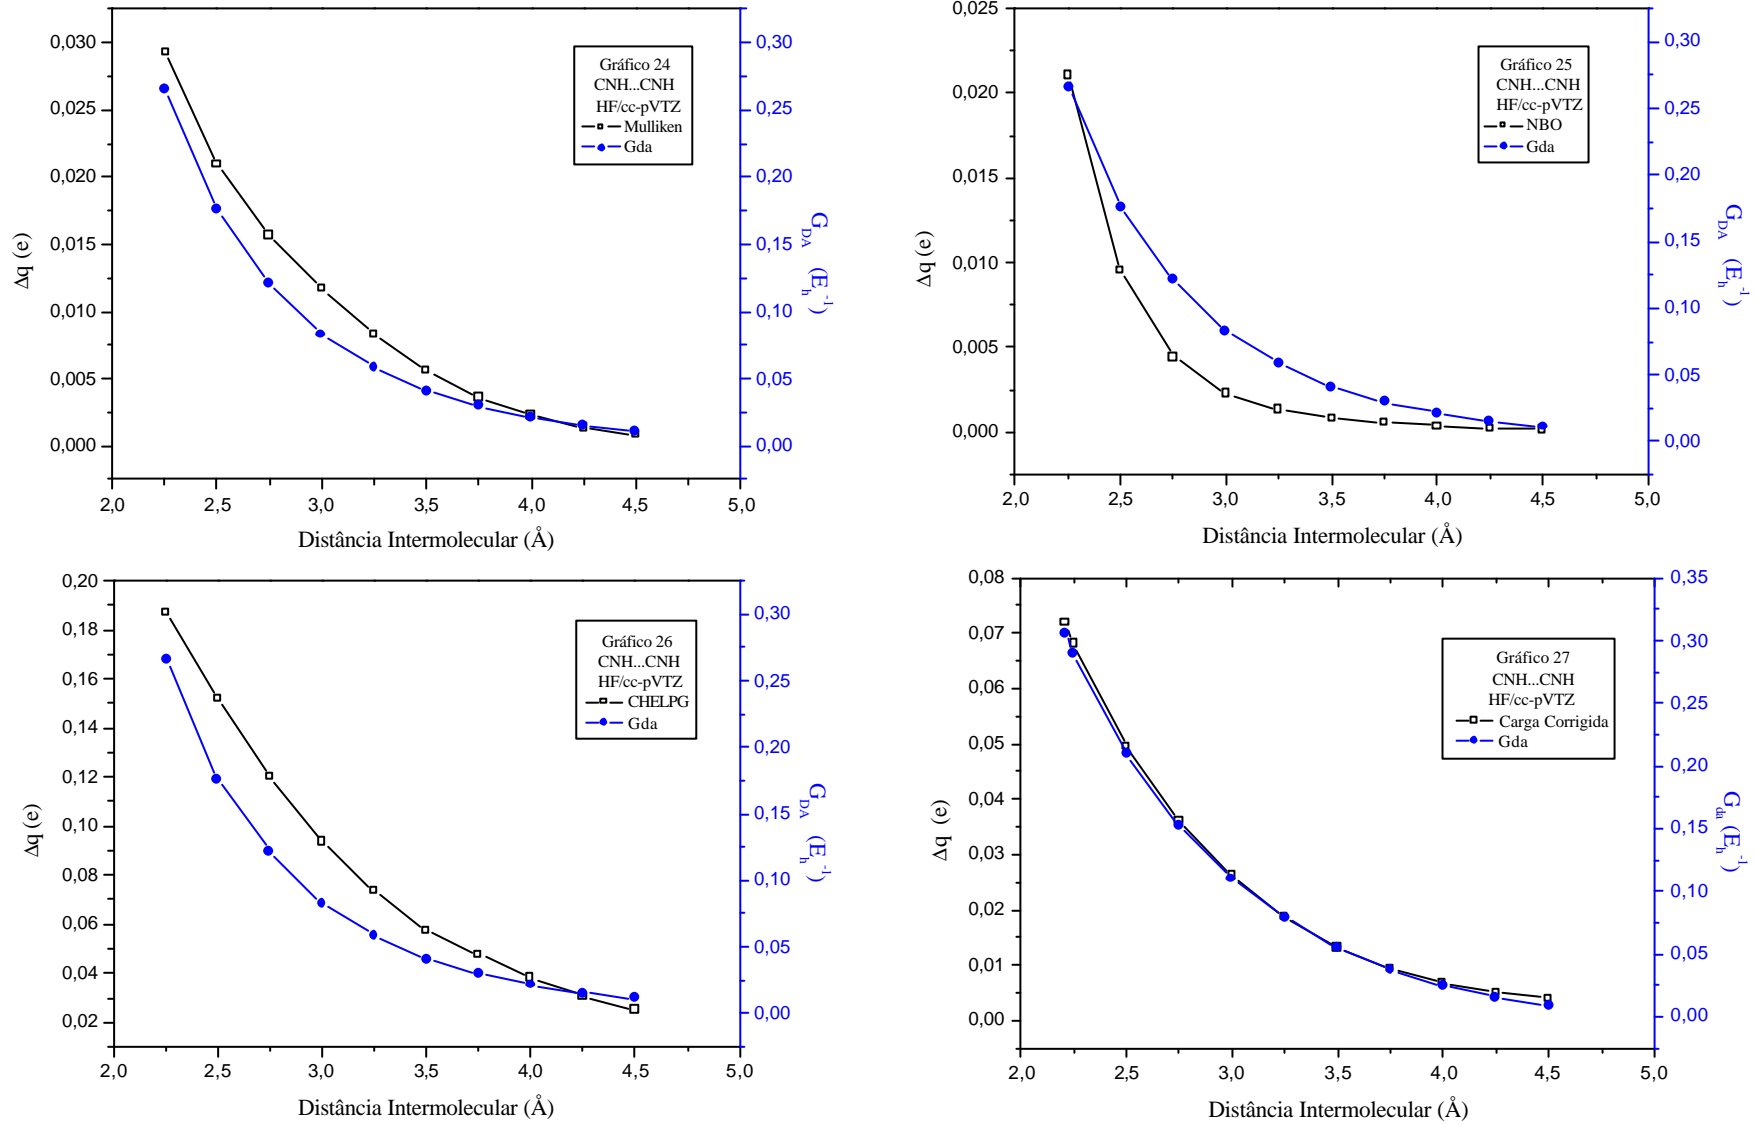 Gráfico 24
CNH...CNH
HF/cc-pVTZ
Mulliken
Gda
0,030
0,025
0,020
0,015
0,010
0,005
0,000
Δq (e)
0,30
0,25
0,20
0,15
0,10
0,05
0,00
G_DA (E_h^-1)
2,0 2,5 3,0 3,5 4,0 4,5 5,0
Distância Intermolecular (Å)
Gráfico 25
CNH...CNH
HF/cc-pVTZ
NBO
Gda
0,025
0,020
0,015
0,010
0,005
0,000
Δq (e)
0,30
0,25
0,20
0,15
0,10
0,05
0,00
G_DA (E_h^-1)
2,0 2,5 3,0 3,5 4,0 4,5 5,0
Distância Intermolecular (Å)
Gráfico 26
CNH...CNH
HF/cc-pVTZ
CHELPG
Gda
0,20
0,18
0,16
0,14
0,12
0,10
0,08
0,06
0,04
0,02
Δq (e)
0,30
0,25
0,20
0,15
0,10
0,05
0,00
G_DA (E_h^-1)
2,0 2,5 3,0 3,5 4,0 4,5 5,0
Distância Intermolecular (Å)
Gráfico 27
CNH...CNH
HF/cc-pVTZ
Carga Corrigida
Gda
0,08
0,07
0,06
0,05
0,04
0,03
0,02
0,01
0,00
Δq (e)
0,35
0,30
0,25
0,20
0,15
0,10
0,05
0,00
G_da (E_h^-1)
2,0 2,5 3,0 3,5 4,0 4,5 5,0
Distância Intermolecular (Å)